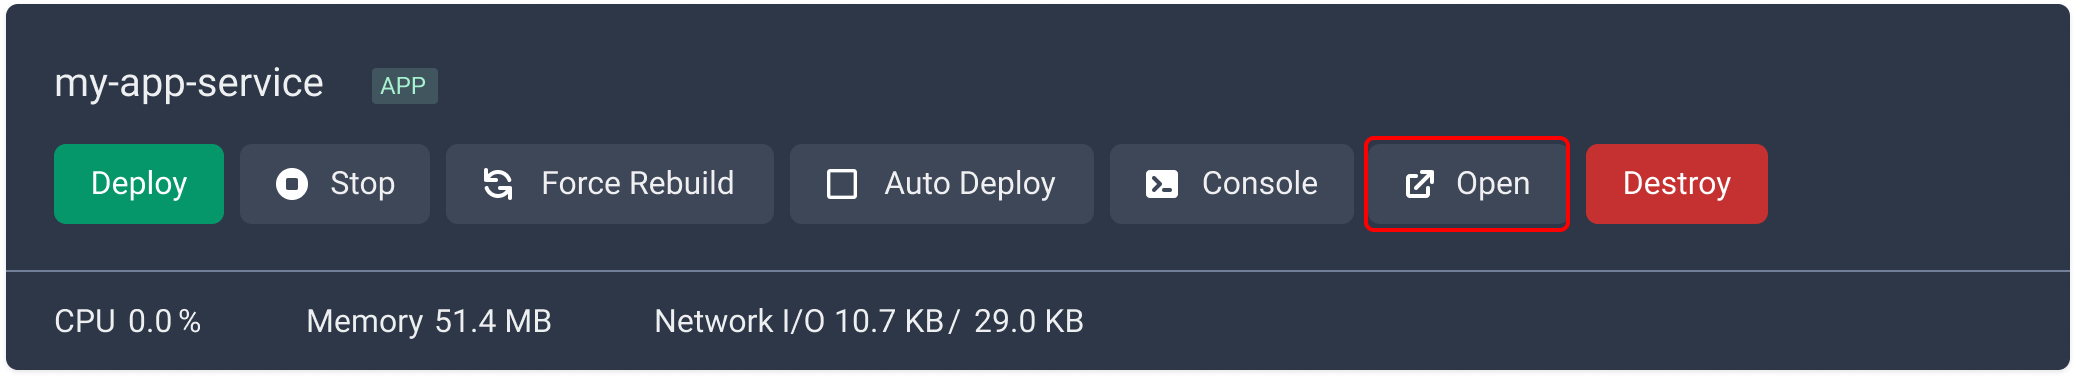 my-app-service APP
Deploy Stop Force Rebuild Auto Deploy Console Open Destroy
CPU 0.0 % Memory 51.4 MB Network I/O 10.7 KB / 29.0 KB